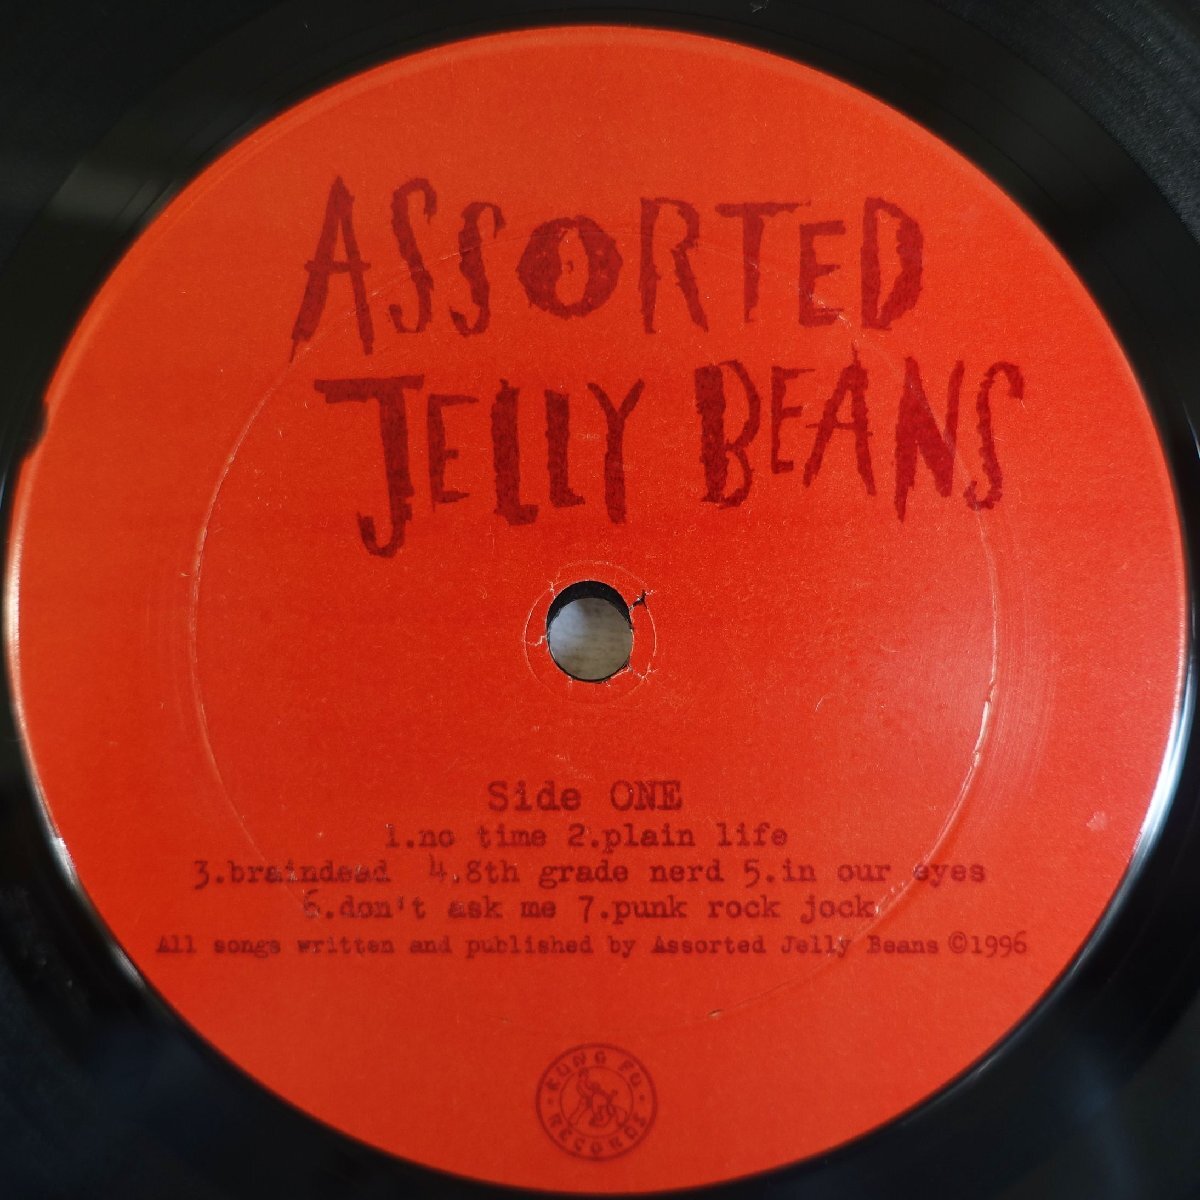 ASSORTED
JELLY BEANS
Side ONE
1.no time 2.plain life
3.braindead 4.8th grade nerd 5.in our eyes
6.don't ask me 7.punk rock jock
All songs written and published by Assorted Jelly Beans ©1996
KUNG FU
RECORDS